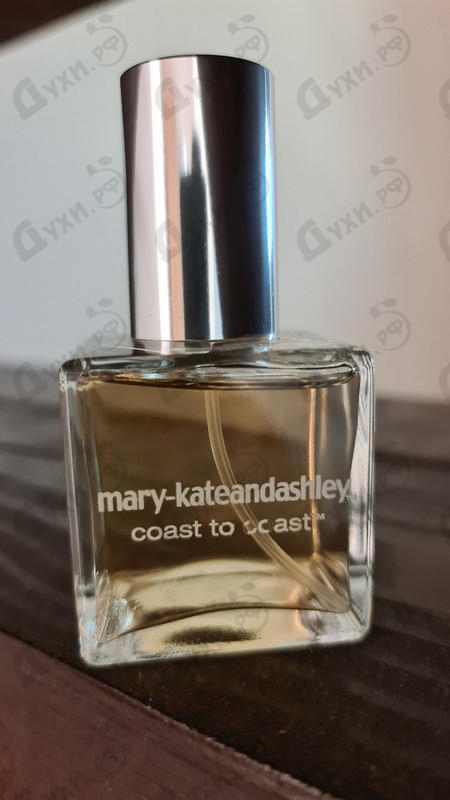 Духи.рф
mary-kateandashley
coast to coast™